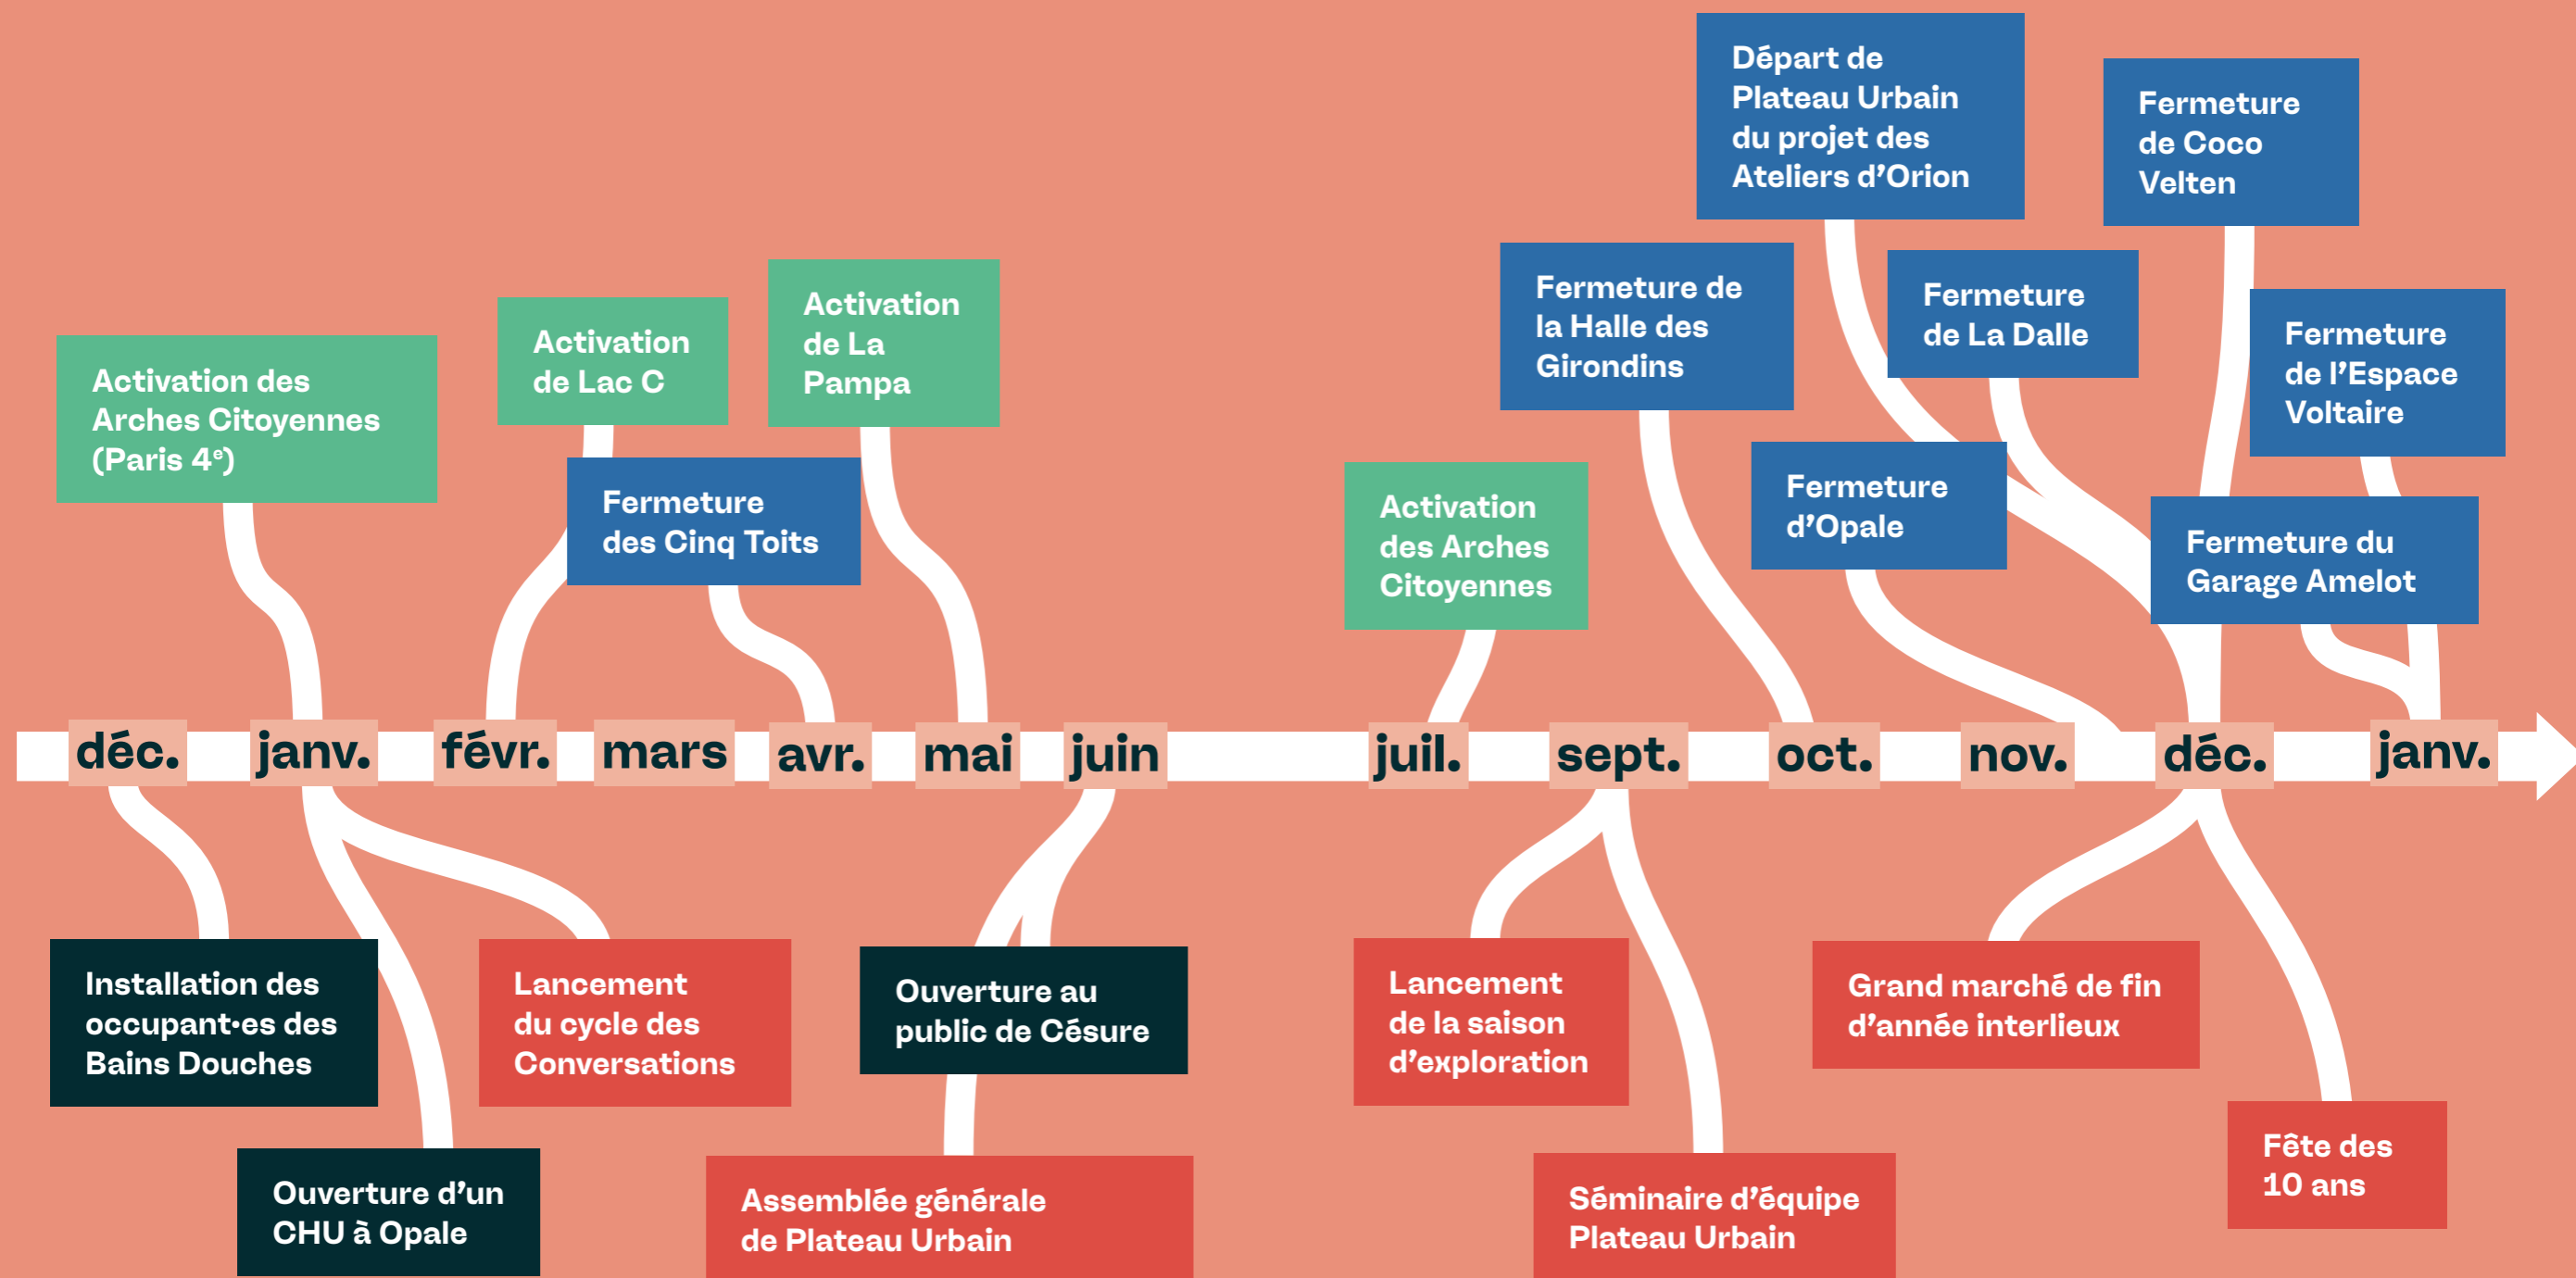 Départ de
Plateau Urbain
du projet des
Ateliers d’Orion
Fermeture
de Coco
Velten
Fermeture de
la Halle des
Girondins
Fermeture
de La Dalle
Fermeture
de l’Espace
Voltaire
Activation
de La
Pampa
Activation
de Lac C
Activation des
Arches Citoyennes
(Paris 4ᵉ)
Fermeture
des Cinq Toits
Activation
des Arches
Citoyennes
Fermeture
d’Opale
Fermeture du
Garage Amelot
déc. janv. févr. mars avr. mai juin juil. sept. oct. nov. déc. janv.
Installation des
occupant·es des
Bains Douches
Lancement
du cycle des
Conversations
Ouverture au
public de Césure
Lancement
de la saison
d’exploration
Grand marché de fin
d’année interlieux
Ouverture d’un
CHU à Opale
Assemblée générale
de Plateau Urbain
Séminaire d’équipe
Plateau Urbain
Fête des
10 ans